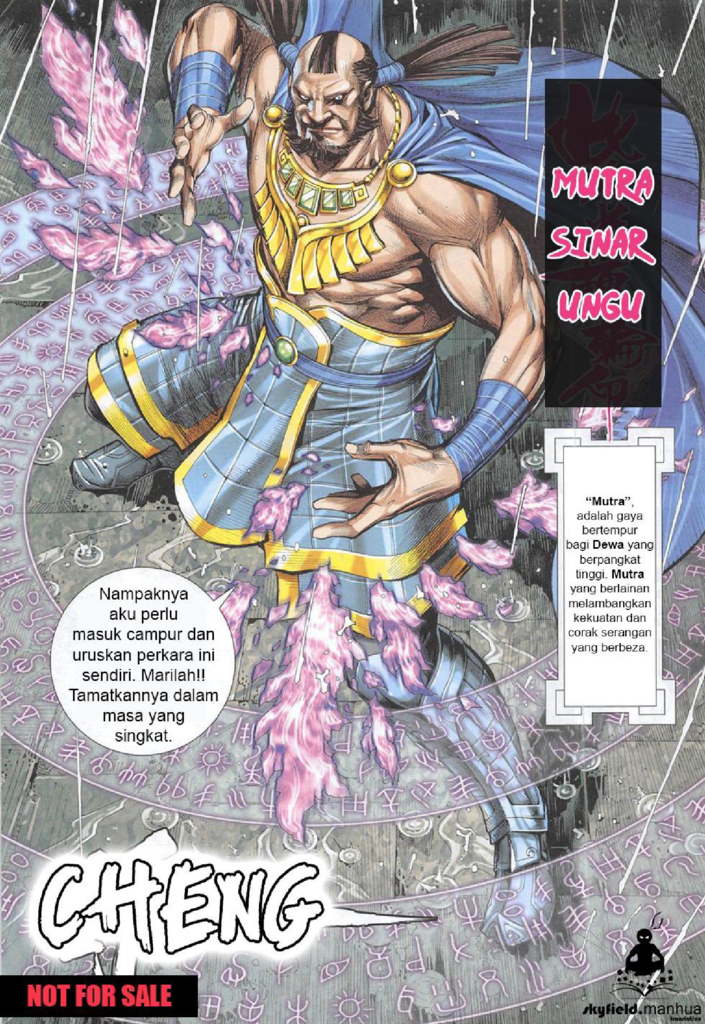 MUTRA
SINAR
UNGU
“Mutra”,
adalah gaya
bertempur
bagi Dewa yang
berpangkat
tinggi. Mutra
yang berlainan
melambangkan
kekuatan dan
corak serangan
yang berbeza.
Nampaknya
aku perlu
masuk campur dan
uruskan perkara ini
sendiri. Marilah!!
Tamatkannya dalam
masa yang
singkat.
CHENG
NOT FOR SALE
skyfield.manhua